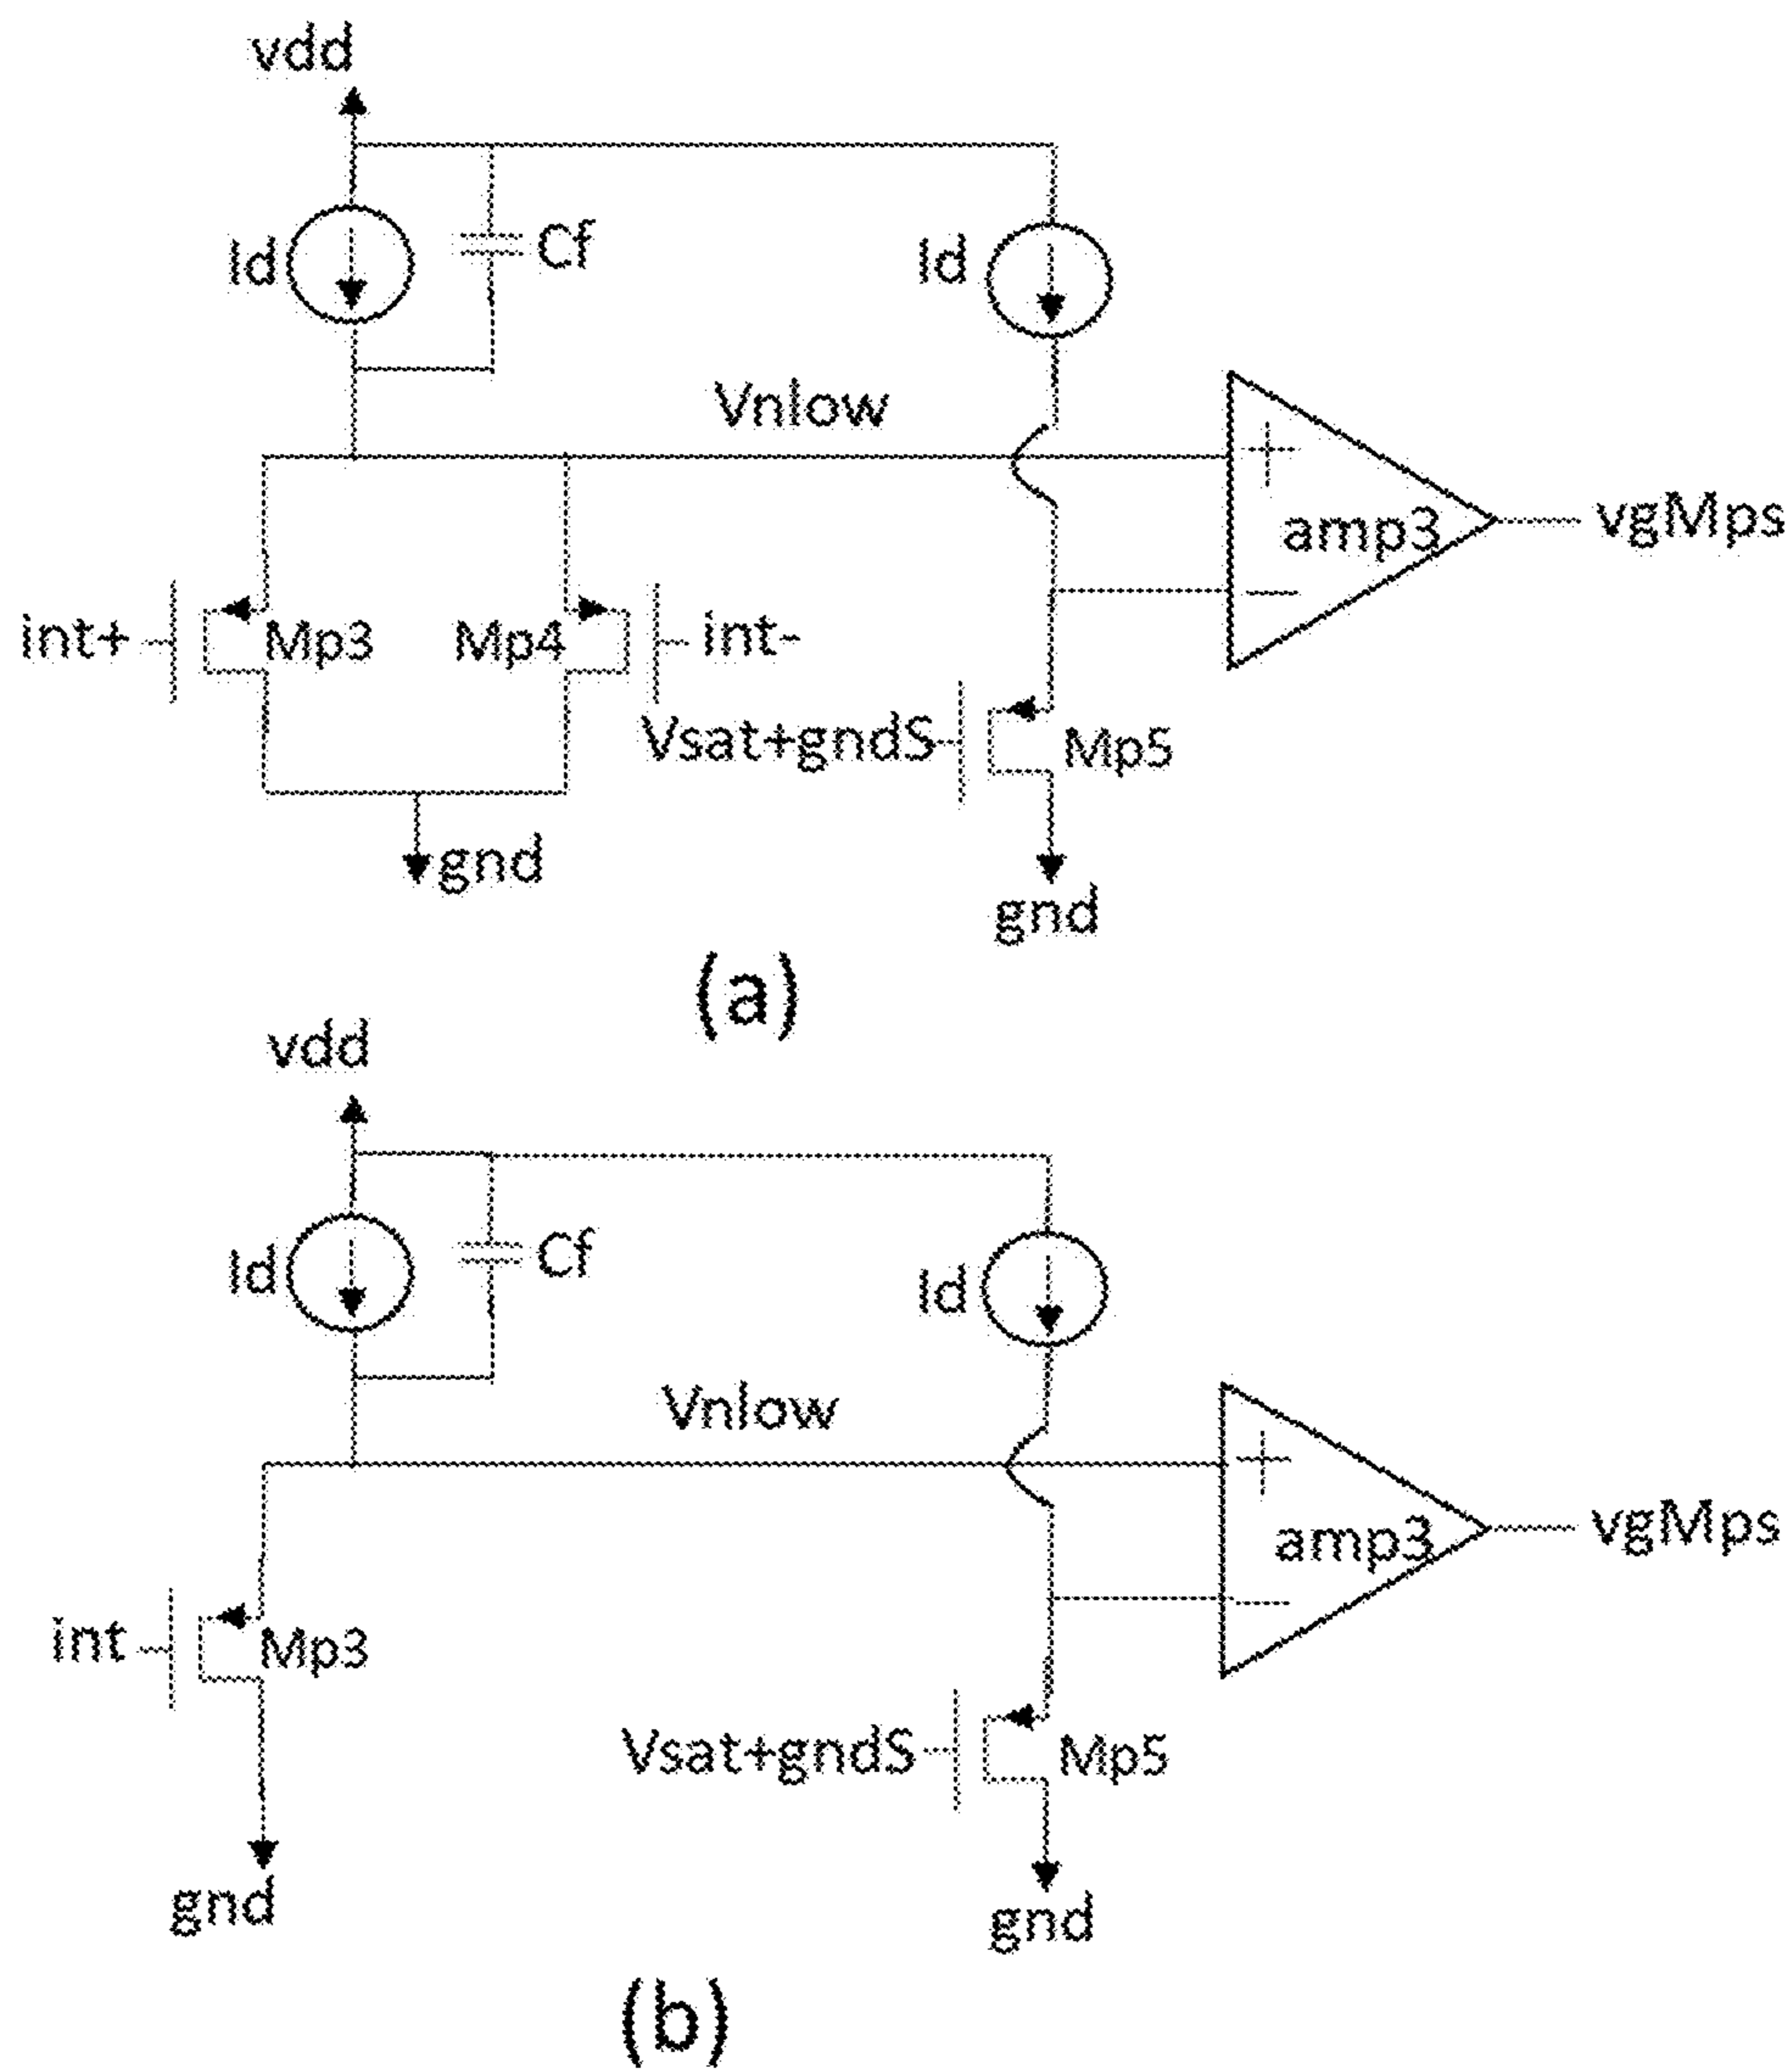 vdd
Id
Cf
Id
Vnlow
+
amp3
vgMps
−
int+
Mp3
Mp4
int-
Vsat+gndS
Mp5
gnd
gnd
(a)
vdd
Id
Cf
Id
Vnlow
+
amp3
vgMps
−
int
Mp3
Vsat+gndS
Mp5
gnd
gnd
(b)